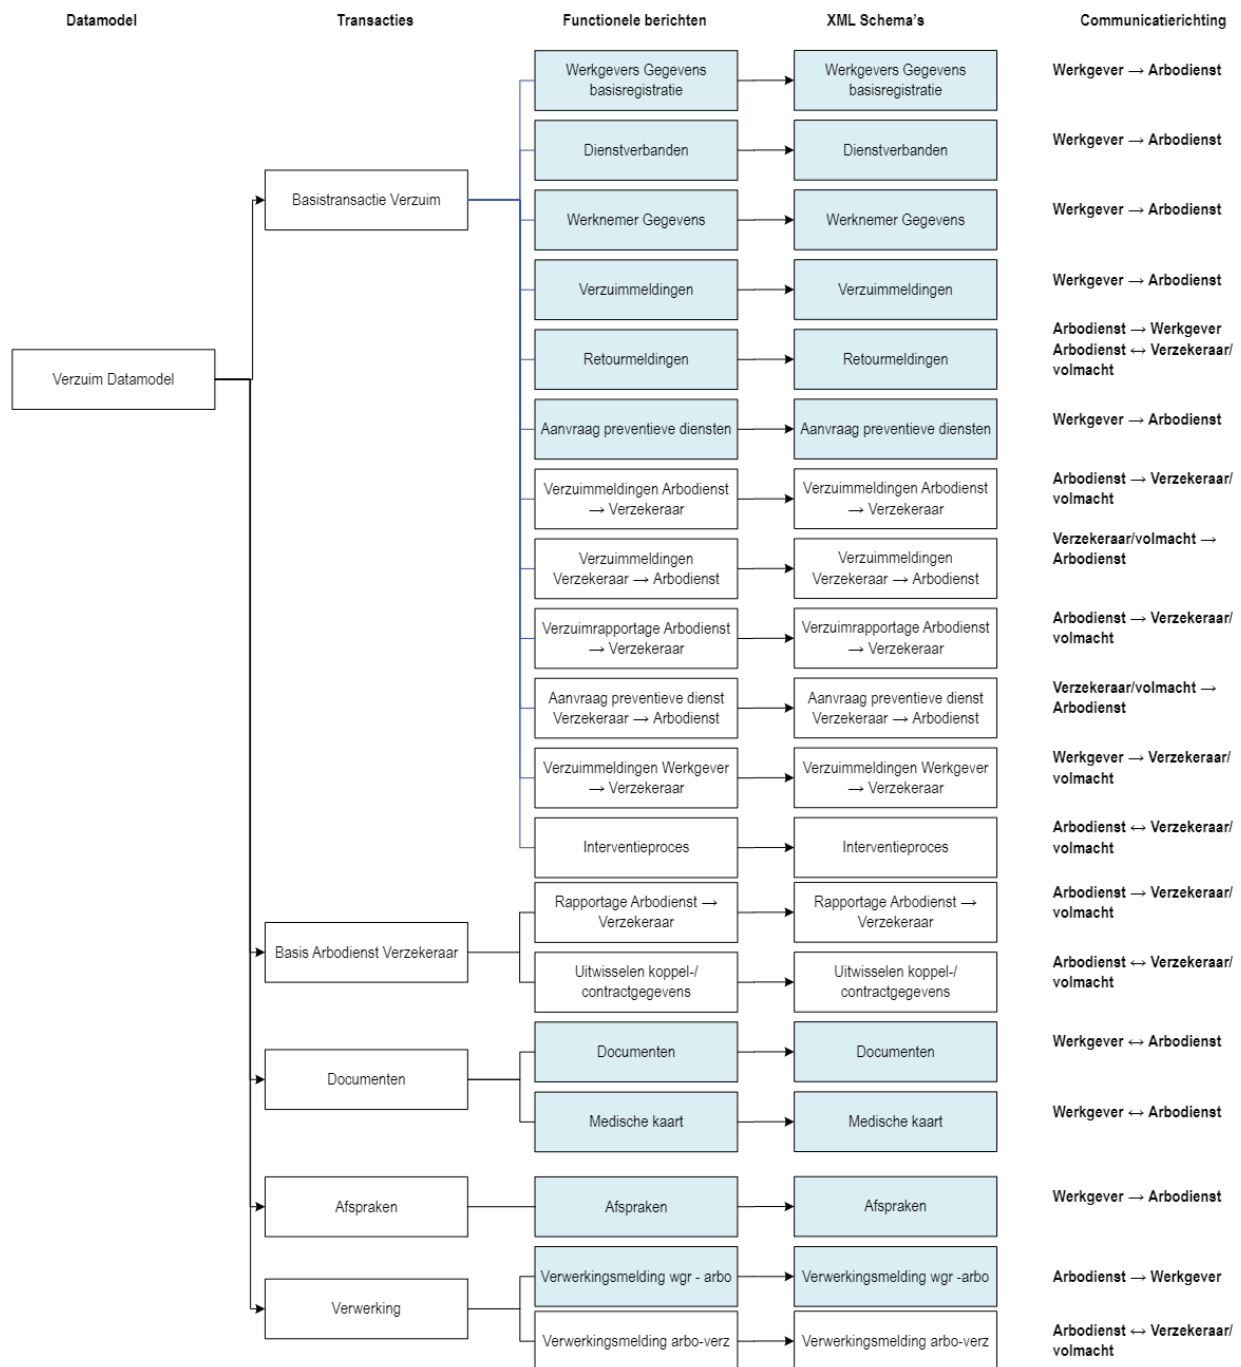 Datamodel
Transacties
Functionele berichten
XML Schema's
Communicatierichting
Werkgevers Gegevens
basisregistratie
Werkgevers Gegevens
basisregistratie
Werkgever → Arbodienst
Dienstverbanden
Dienstverbanden
Werkgever → Arbodienst
Basistransactie Verzuim
Werknemer Gegevens
Werknemer Gegevens
Werkgever → Arbodienst
Verzuimmeldingen
Verzuimmeldingen
Werkgever → Arbodienst
Verzuim Datamodel
Retourmeldingen
Retourmeldingen
Arbodienst → Werkgever
Arbodienst ↔ Verzekeraar/
volmacht
Aanvraag preventieve diensten
Aanvraag preventieve diensten
Werkgever → Arbodienst
Verzuimmeldingen Arbodienst
→ Verzekeraar
Verzuimmeldingen Arbodienst
→ Verzekeraar
Arbodienst → Verzekeraar/
volmacht
Verzuimmeldingen
Verzekeraar → Arbodienst
Verzuimmeldingen
Verzekeraar → Arbodienst
Verzekeraar/volmacht →
Arbodienst
Verzuimrapportage Arbodienst
→ Verzekeraar
Verzuimrapportage Arbodienst
→ Verzekeraar
Arbodienst → Verzekeraar/
volmacht
Aanvraag preventieve dienst
Verzekeraar → Arbodienst
Aanvraag preventieve dienst
Verzekeraar → Arbodienst
Verzekeraar/volmacht →
Arbodienst
Verzuimmeldingen Werkgever
→ Verzekeraar
Verzuimmeldingen Werkgever
→ Verzekeraar
Werkgever → Verzekeraar/
volmacht
Interventieproces
Interventieproces
Arbodienst ↔ Verzekeraar/
volmacht
Basis Arbodienst Verzekeraar
Rapportage Arbodienst →
Verzekeraar
Rapportage Arbodienst →
Verzekeraar
Arbodienst → Verzekeraar/
volmacht
Uitwisselen koppel-/
contractgegevens
Uitwisselen koppel-/
contractgegevens
Arbodienst ↔ Verzekeraar/
volmacht
Documenten
Documenten
Documenten
Werkgever ↔ Arbodienst
Medische kaart
Medische kaart
Werkgever ↔ Arbodienst
Afspraken
Afspraken
Afspraken
Werkgever → Arbodienst
Verwerking
Verwerkingsmelding wgr - arbo
Verwerkingsmelding wgr -arbo
Arbodienst → Werkgever
Verwerkingsmelding arbo-verz
Verwerkingsmelding arbo-verz
Arbodienst ↔ Verzekeraar/
volmacht